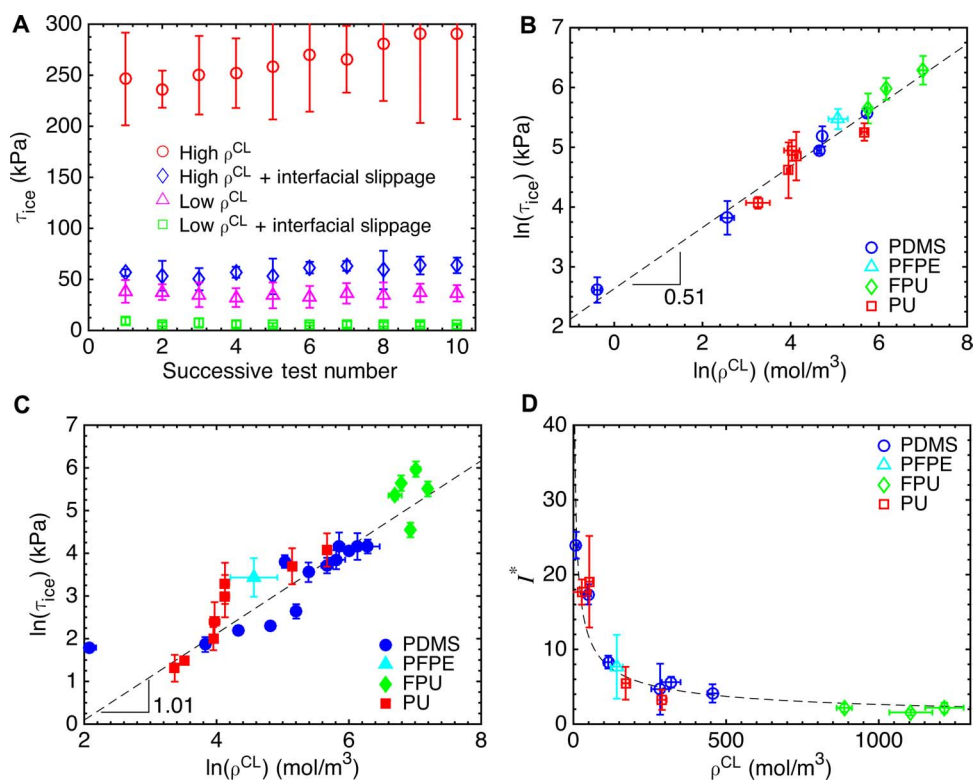 A
300
250
200
150
100
50
0
τice (kPa)
High ρCL
High ρCL + interfacial slippage
Low ρCL
Low ρCL + interfacial slippage
0 2 4 6 8 10
Successive test number
B
7
6
5
4
3
2
ln(τice) (kPa)
0.51
PDMS
PFPE
FPU
PU
0 2 4 6 8
ln(ρCL) (mol/m3)
C
7
6
5
4
3
2
1
0
ln(τice) (kPa)
1.01
PDMS
PFPE
FPU
PU
2 3 4 5 6 7 8
ln(ρCL) (mol/m3)
D
40
30
20
10
0
I*
PDMS
PFPE
FPU
PU
0 500 1000
ρCL (mol/m3)